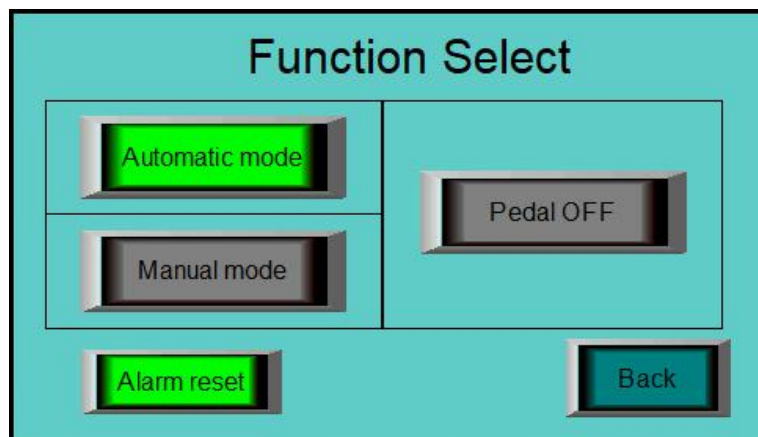 Function Select
Automatic mode
Manual mode
Pedal OFF
Alarm reset
Back